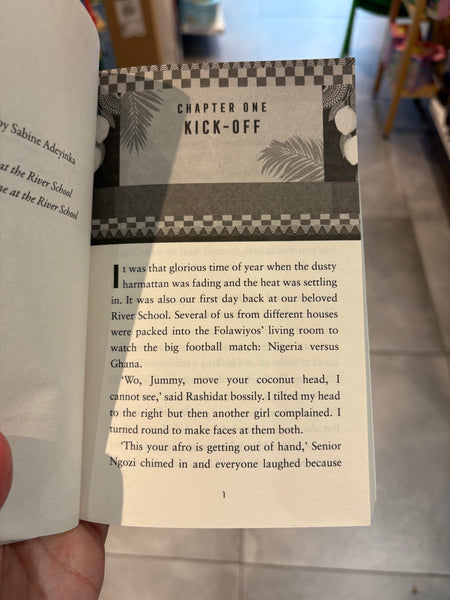 by Sabine Adeyinka
at the River School
me at the River School
CHAPTER ONE
KICK-OFF
It was that glorious time of year when the dusty
harmattan was fading and the heat was settling
in. It was also our first day back at our beloved
River School. Several of us from different houses
were packed into the Folawiyos’ living room to
watch the big football match: Nigeria versus
Ghana.
‘Wo, Jummy, move your coconut head, I
cannot see,’ said Rashidat bossily. I tilted my head
to the right but then another girl complained. I
turned round to make faces at them both.
‘This your afro is getting out of hand,’ Senior
Ngozi chimed in and everyone laughed because
1